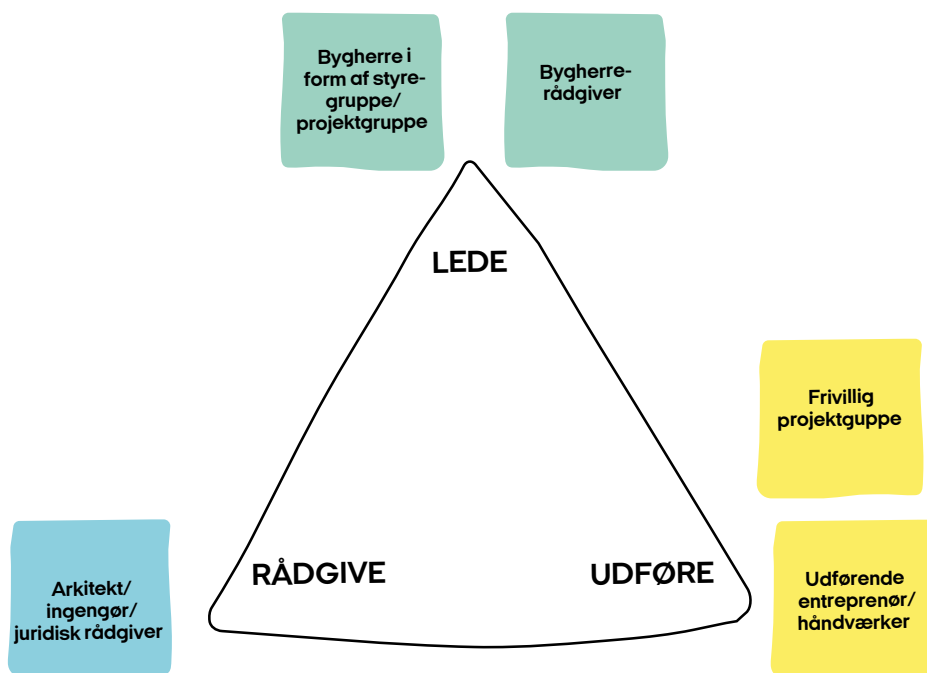 Bygherre i
form af styre-
gruppe/
projektgruppe
Bygherre-
rådgiver
LEDE
Frivillig
projektguppe
RÅDGIVE
UDFØRE
Arkitekt/
ingengør/
juridisk rådgiver
Udførende
entreprenør/
håndværker